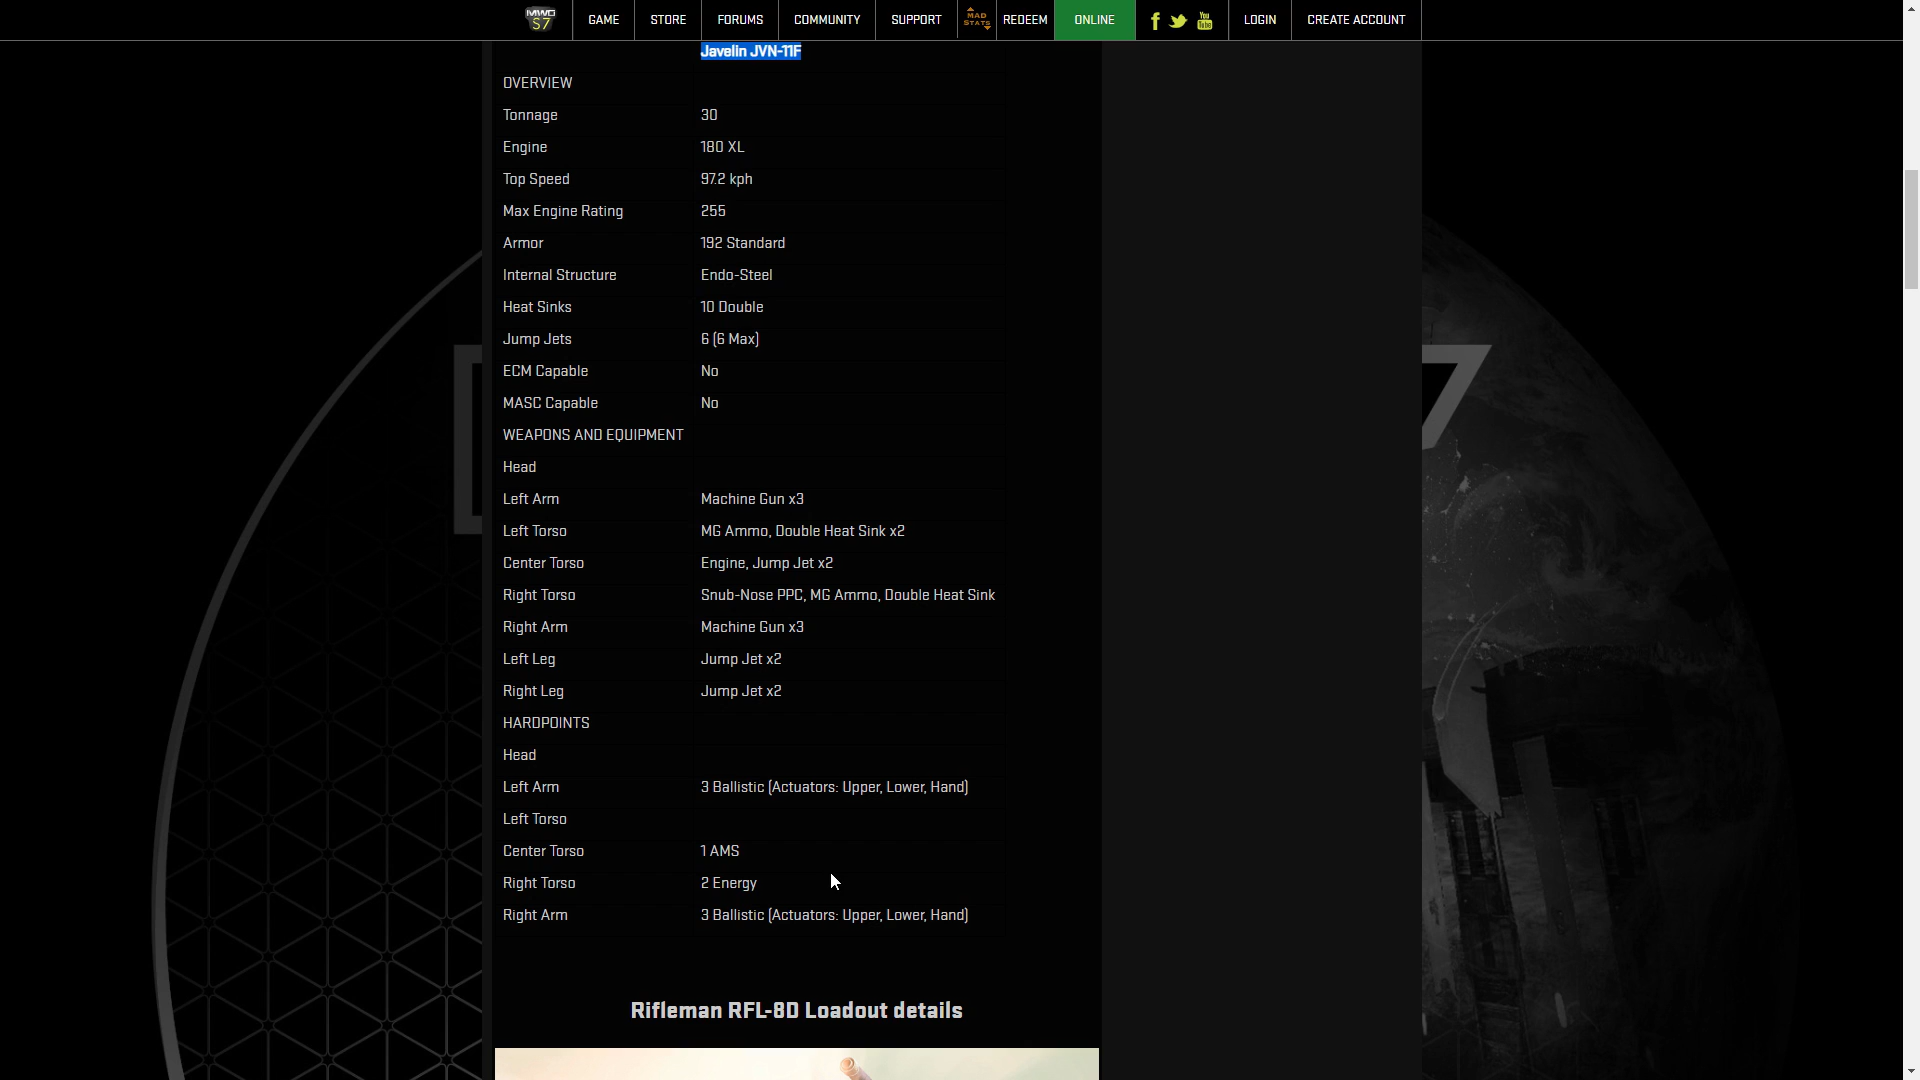 MWO S7 GAME STORE FORUMS COMMUNITY SUPPORT MAD STATS REDEEM ONLINE f You Tube LOGIN CREATE ACCOUNT
Javelin JVN-11F
OVERVIEW
Tonnage 30
Engine 180 XL
Top Speed 97.2 kph
Max Engine Rating 255
Armor 192 Standard
Internal Structure Endo-Steel
Heat Sinks 10 Double
Jump Jets 6 (6 Max)
ECM Capable No
MASC Capable No
WEAPONS AND EQUIPMENT
Head
Left Arm Machine Gun x3
Left Torso MG Ammo, Double Heat Sink x2
Center Torso Engine, Jump Jet x2
Right Torso Snub-Nose PPC, MG Ammo, Double Heat Sink
Right Arm Machine Gun x3
Left Leg Jump Jet x2
Right Leg Jump Jet x2
HARDPOINTS
Head
Left Arm 3 Ballistic (Actuators: Upper, Lower, Hand)
Left Torso
Center Torso 1 AMS
Right Torso 2 Energy
Right Arm 3 Ballistic (Actuators: Upper, Lower, Hand)
Rifleman RFL-8D Loadout details